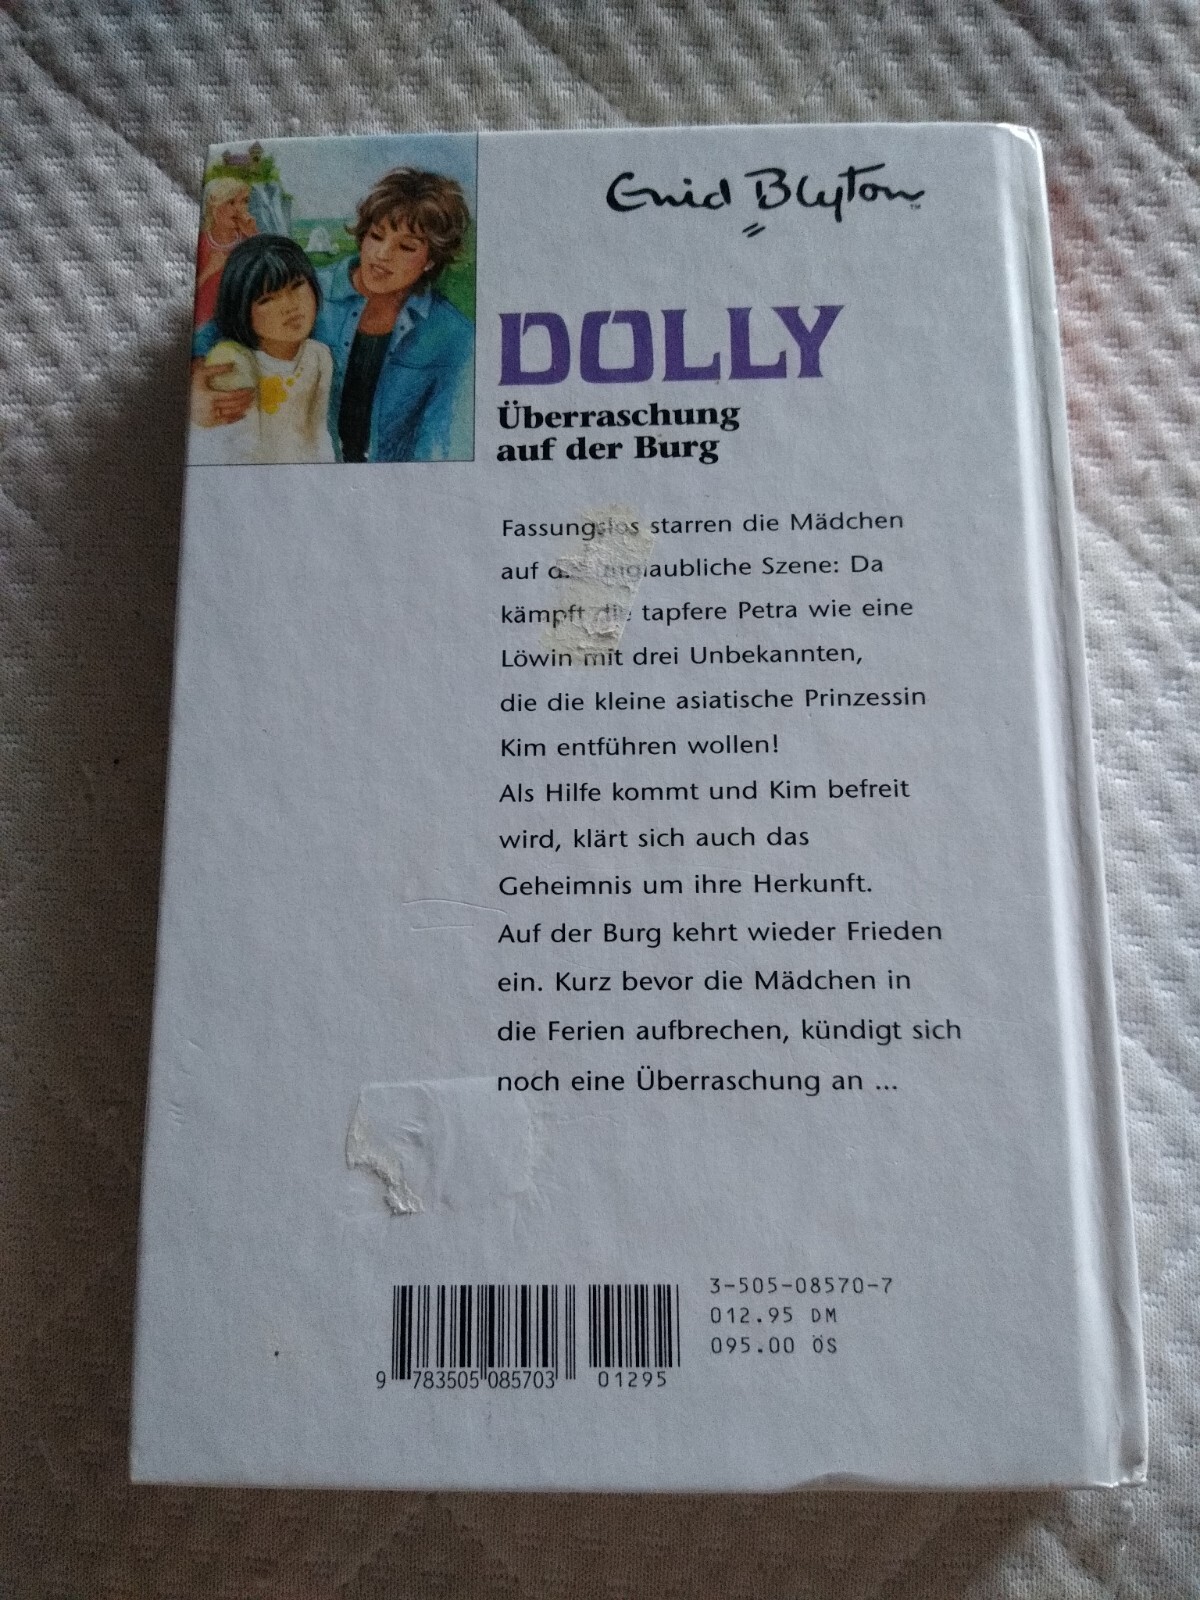 Enid Blyton™
DOLLY
Überraschung
auf der Burg
Fassungslos starren die Mädchen
auf Szene: Da
kämpft die tapfere Petra wie eine
Löwin mit drei Unbekannten,
die die kleine asiatische Prinzessin
Kim entführen wollen!
Als Hilfe kommt und Kim befreit
wird, klärt sich auch das
Geheimnis um ihre Herkunft.
Auf der Burg kehrt wieder Frieden
ein. Kurz bevor die Mädchen in
die Ferien aufbrechen, kündigt sich
noch eine Überraschung an ...
3-505-08570-7
012.95 DM
095.00 ÖS
9 783505 085703 01295